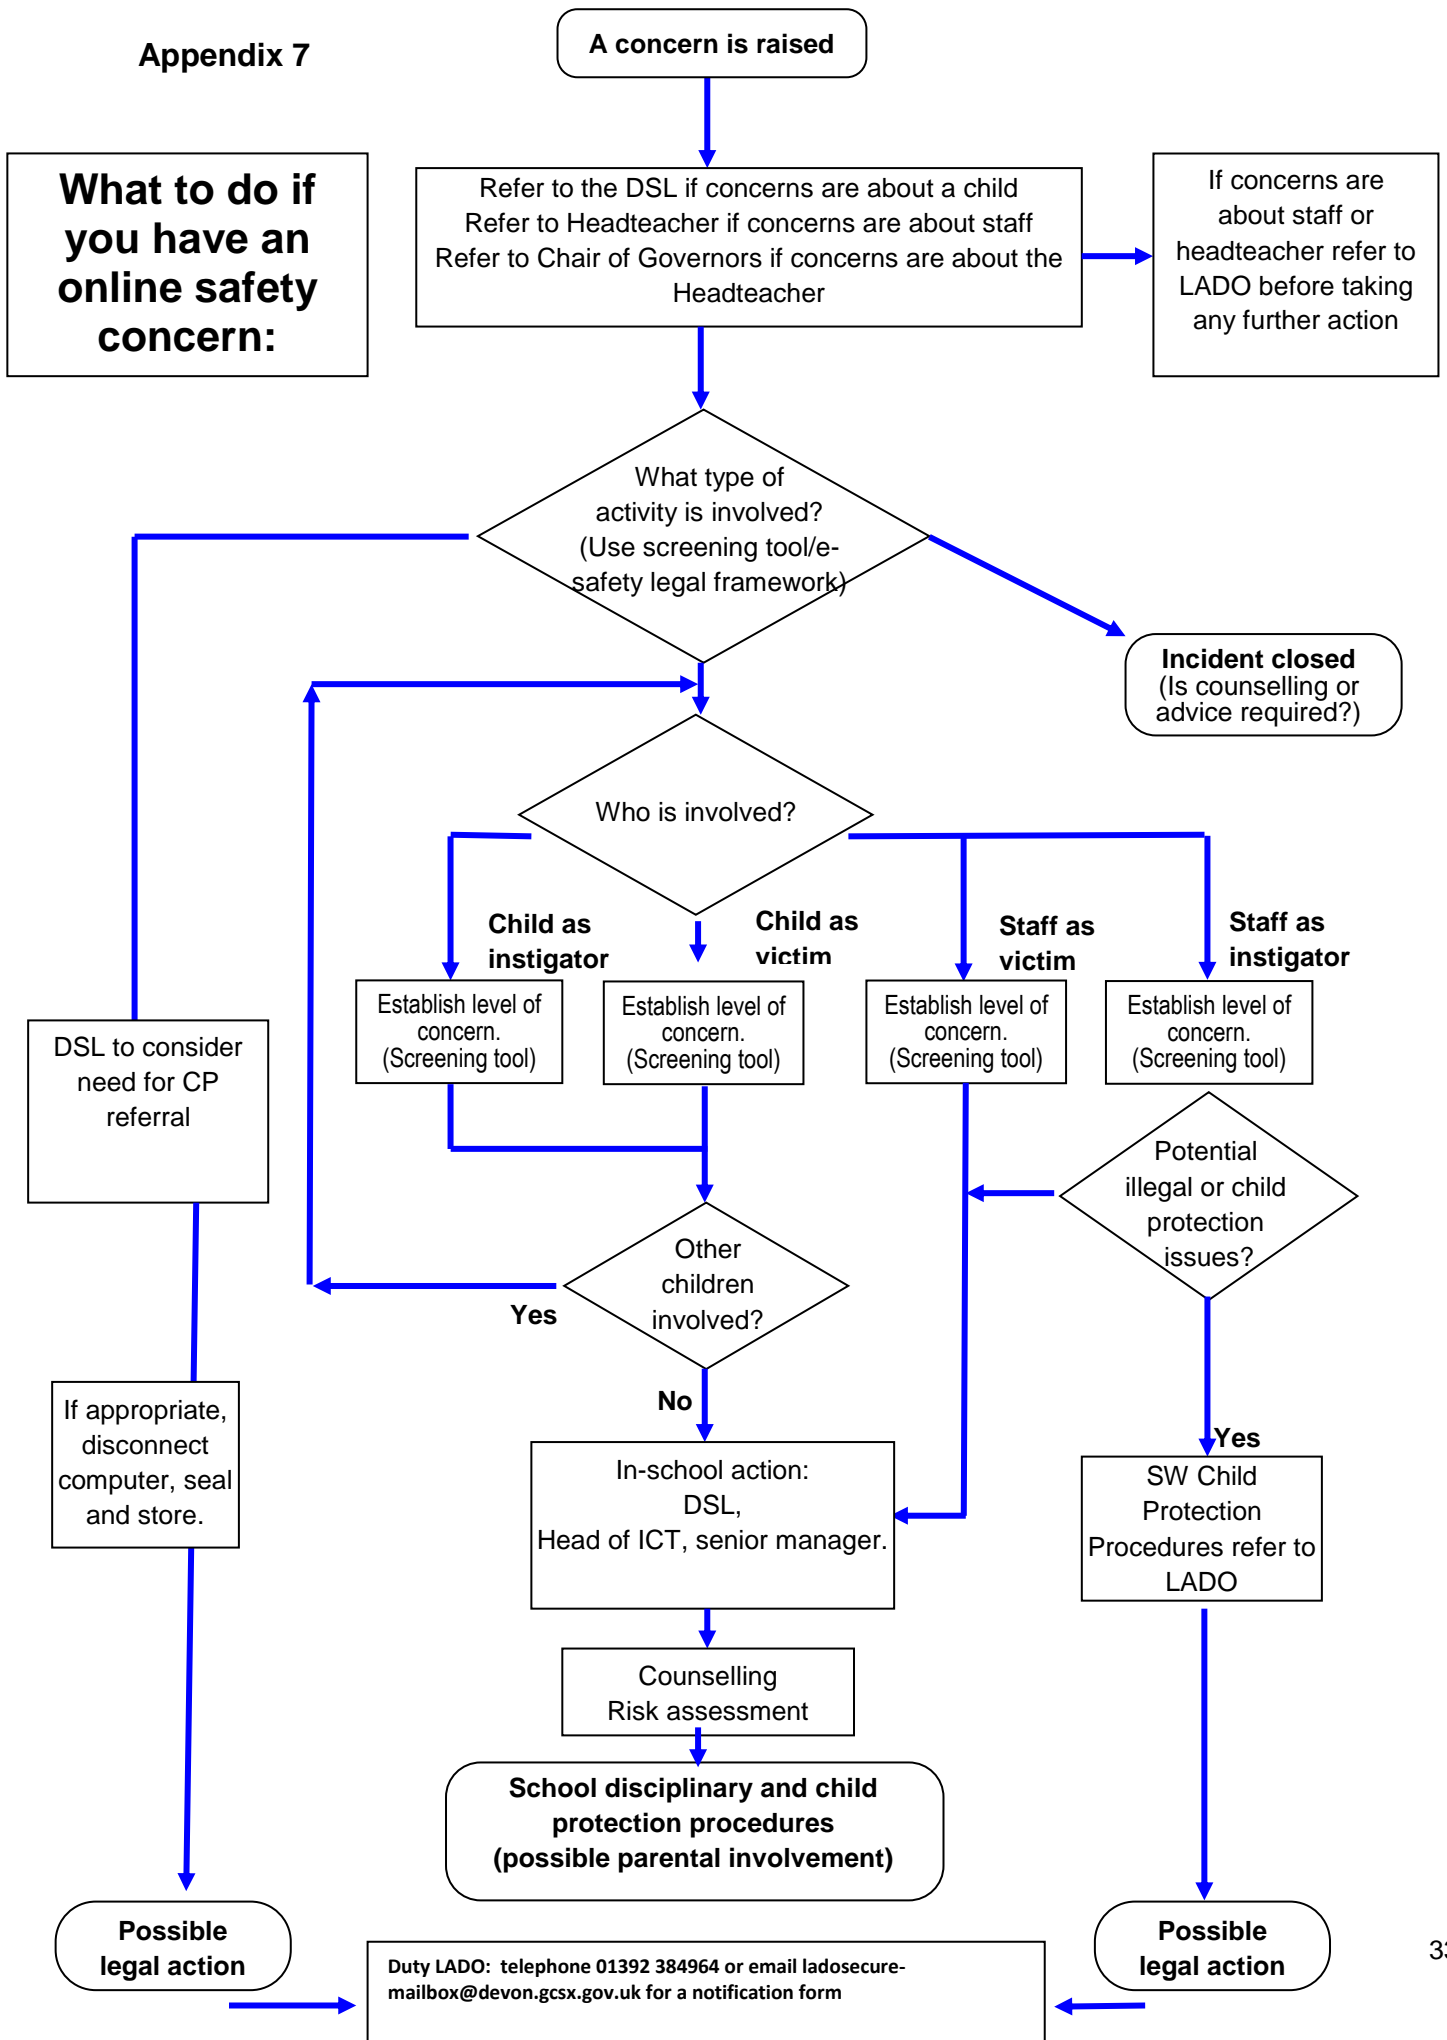 Appendix 7
A concern is raised
What to do if
you have an
online safety
concern:
Refer to the DSL if concerns are about a child
Refer to Headteacher if concerns are about staff
Refer to Chair of Governors if concerns are about the
Headteacher
If concerns are
about staff or
headteacher refer to
LADO before taking
any further action
What type of
activity is involved?
(Use screening tool/e-
safety legal framework)
Incident closed
(Is counselling or
advice required?)
Who is involved?
Child as
instigator
Child as
victim
Staff as
victim
Staff as
instigator
Establish level of
concern.
(Screening tool)
Establish level of
concern.
(Screening tool)
Establish level of
concern.
(Screening tool)
Establish level of
concern.
(Screening tool)
DSL to consider
need for CP
referral
Potential
illegal or child
protection
issues?
Other
children
involved?
Yes
No
If appropriate,
disconnect
computer, seal
and store.
In-school action:
DSL,
Head of ICT, senior manager.
Yes
SW Child
Protection
Procedures refer to
LADO
Counselling
Risk assessment
School disciplinary and child
protection procedures
(possible parental involvement)
Possible
legal action
Possible
legal action
33
Duty LADO: telephone 01392 384964 or email ladosecure-
mailbox@devon.gcsx.gov.uk for a notification form